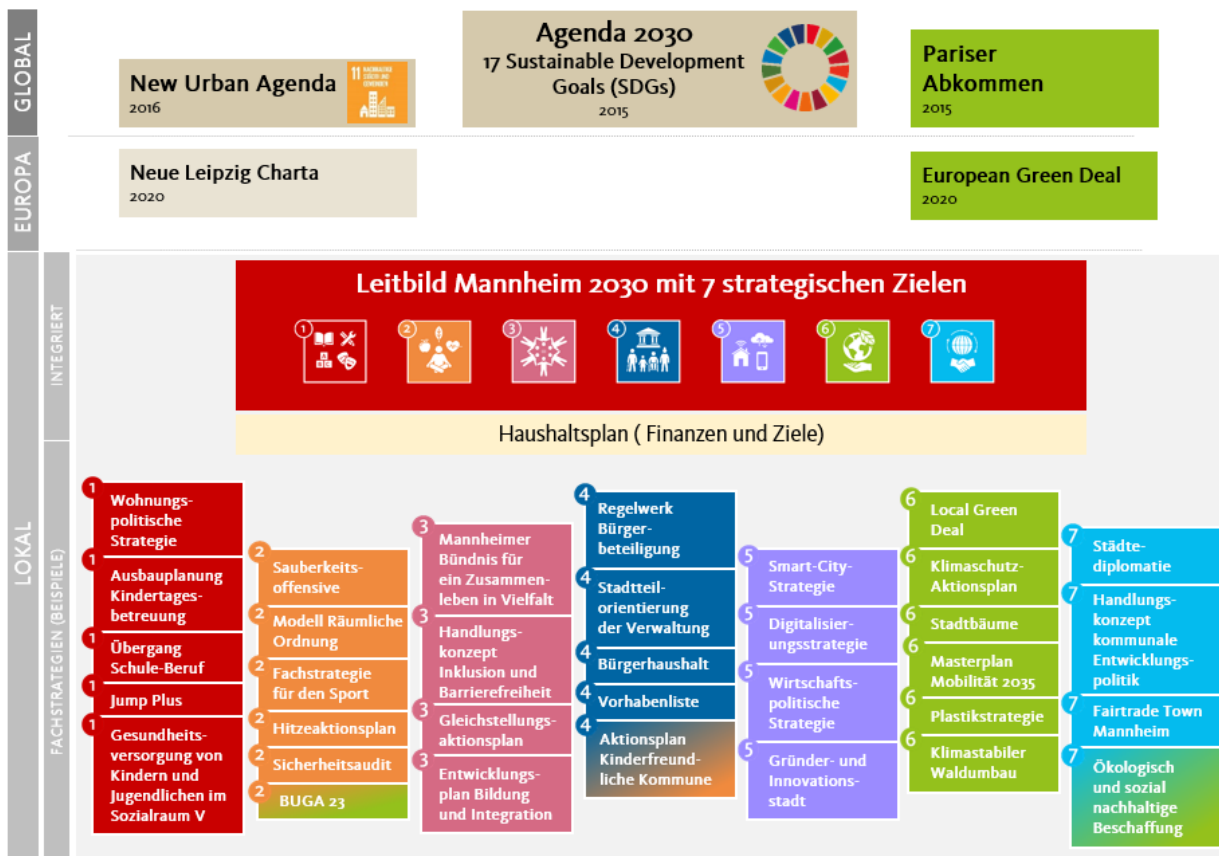 GLOBAL
New Urban Agenda
2016
11 NACHHALTIGE
STÄDTE UND
GEMEINDEN
Agenda 2030
17 Sustainable Development
Goals (SDGs)
2015
Pariser
Abkommen
2015
EUROPA
Neue Leipzig Charta
2020
European Green Deal
2020
LOKAL
INTEGRIERT
Leitbild Mannheim 2030 mit 7 strategischen Zielen
1
2
3
4
5
6
7
Haushaltsplan ( Finanzen und Ziele)
FACHSTRATEGIEN (BEISPIELE)
1
Wohnungs-
politische
Strategie
1
Ausbauplanung
Kindertages-
betreuung
1
Übergang
Schule-Beruf
1
Jump Plus
1
Gesundheits-
versorgung von
Kindern und
Jugendlichen im
Sozialraum V
2
Sauberkeits-
offensive
2
Modell Räumliche
Ordnung
2
Fachstrategie
für den Sport
2
Hitzeaktionsplan
2
Sicherheitsaudit
2
BUGA 23
3
Mannheimer
Bündnis für
ein Zusammen-
leben in Vielfalt
3
Handlungs-
konzept
Inklusion und
Barrierefreiheit
3
Gleichstellungs-
aktionsplan
3
Entwicklungs-
plan Bildung
und Integration
4
Regelwerk
Bürger-
beteiligung
4
Stadtteil-
orientierung
der Verwaltung
4
Bürgerhaushalt
4
Vorhabenliste
4
Aktionsplan
Kinderfreund-
liche Kommune
5
Smart-City-
Strategie
5
Digitalisier-
ungsstrategie
5
Wirtschafts-
politische
Strategie
5
Gründer- und
Innovations-
stadt
6
Local Green
Deal
6
Klimaschutz-
Aktionsplan
6
Stadtbäume
6
Masterplan
Mobilität 2035
6
Plastikstrategie
6
Klimastabiler
Waldumbau
7
Städte-
diplomatie
7
Handlungs-
konzept
kommunale
Entwicklungs-
politik
7
Fairtrade Town
Mannheim
7
Ökologisch
und sozial
nachhaltige
Beschaffung